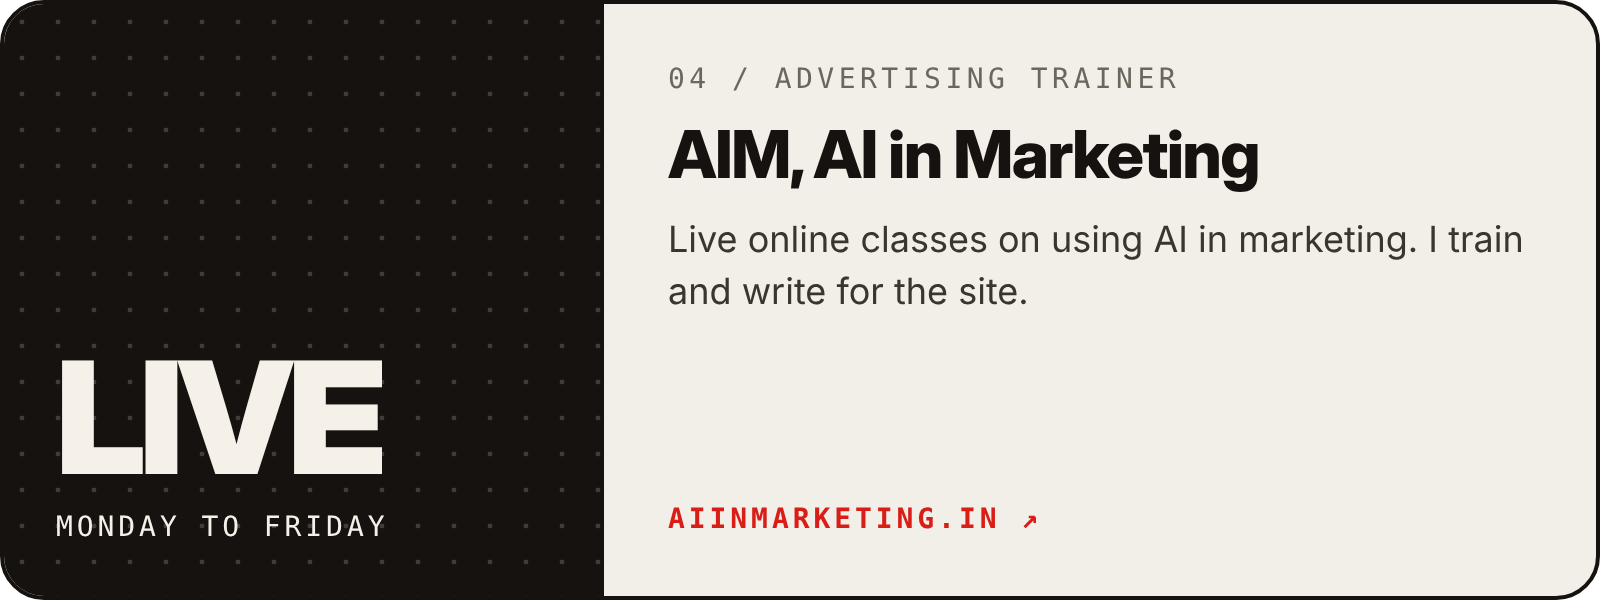 LIVE
MONDAY TO FRIDAY
04 / ADVERTISING TRAINER
AIM, AI in Marketing
Live online classes on using AI in marketing. I train
and write for the site.
AIINMARKETING.IN ↗